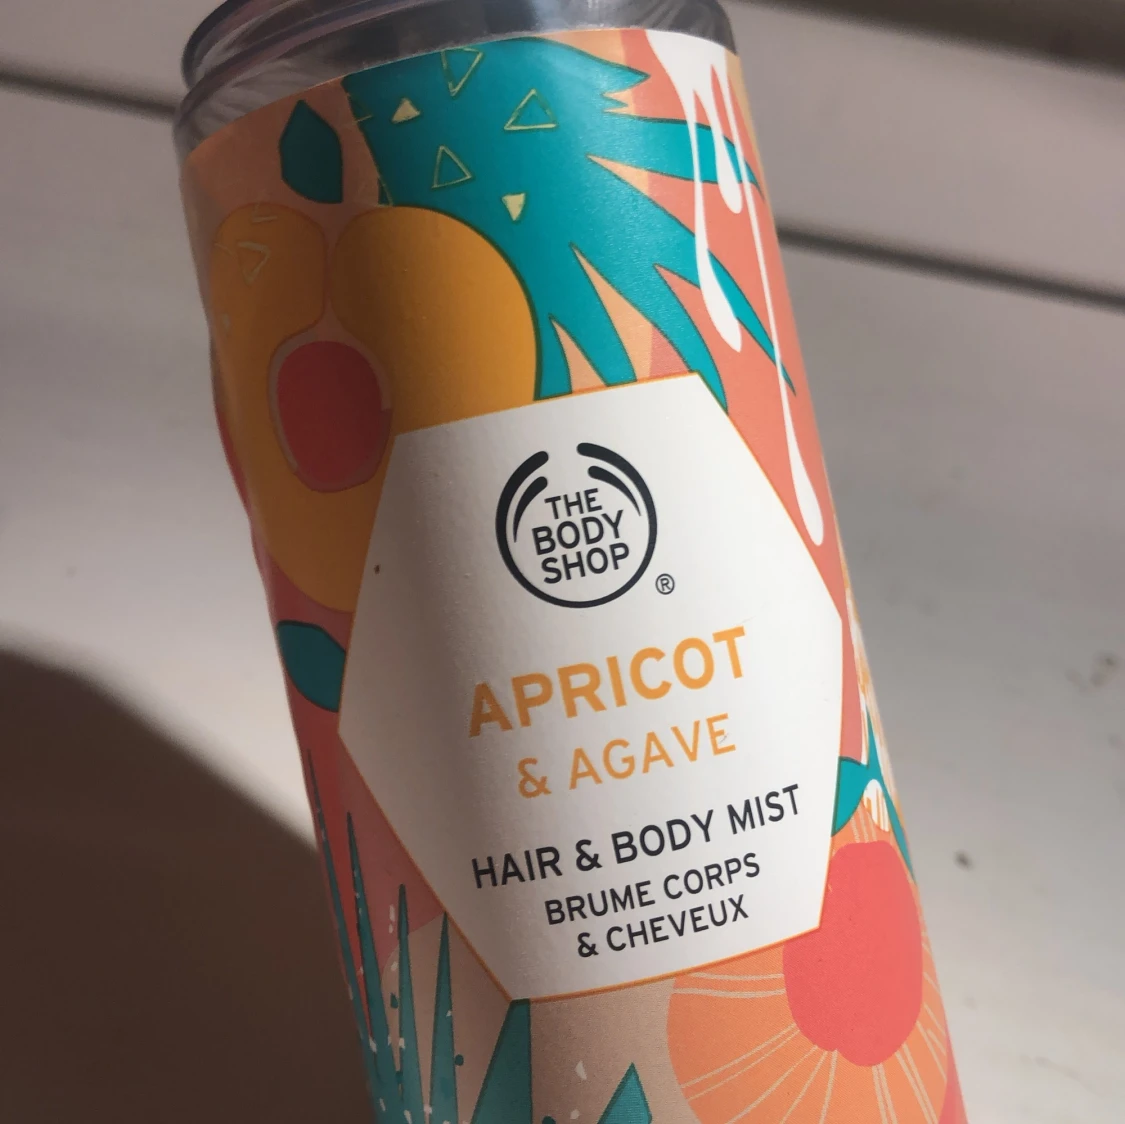 THE
BODY
SHOP
®
APRICOT
& AGAVE
HAIR & BODY MIST
BRUME CORPS
& CHEVEUX